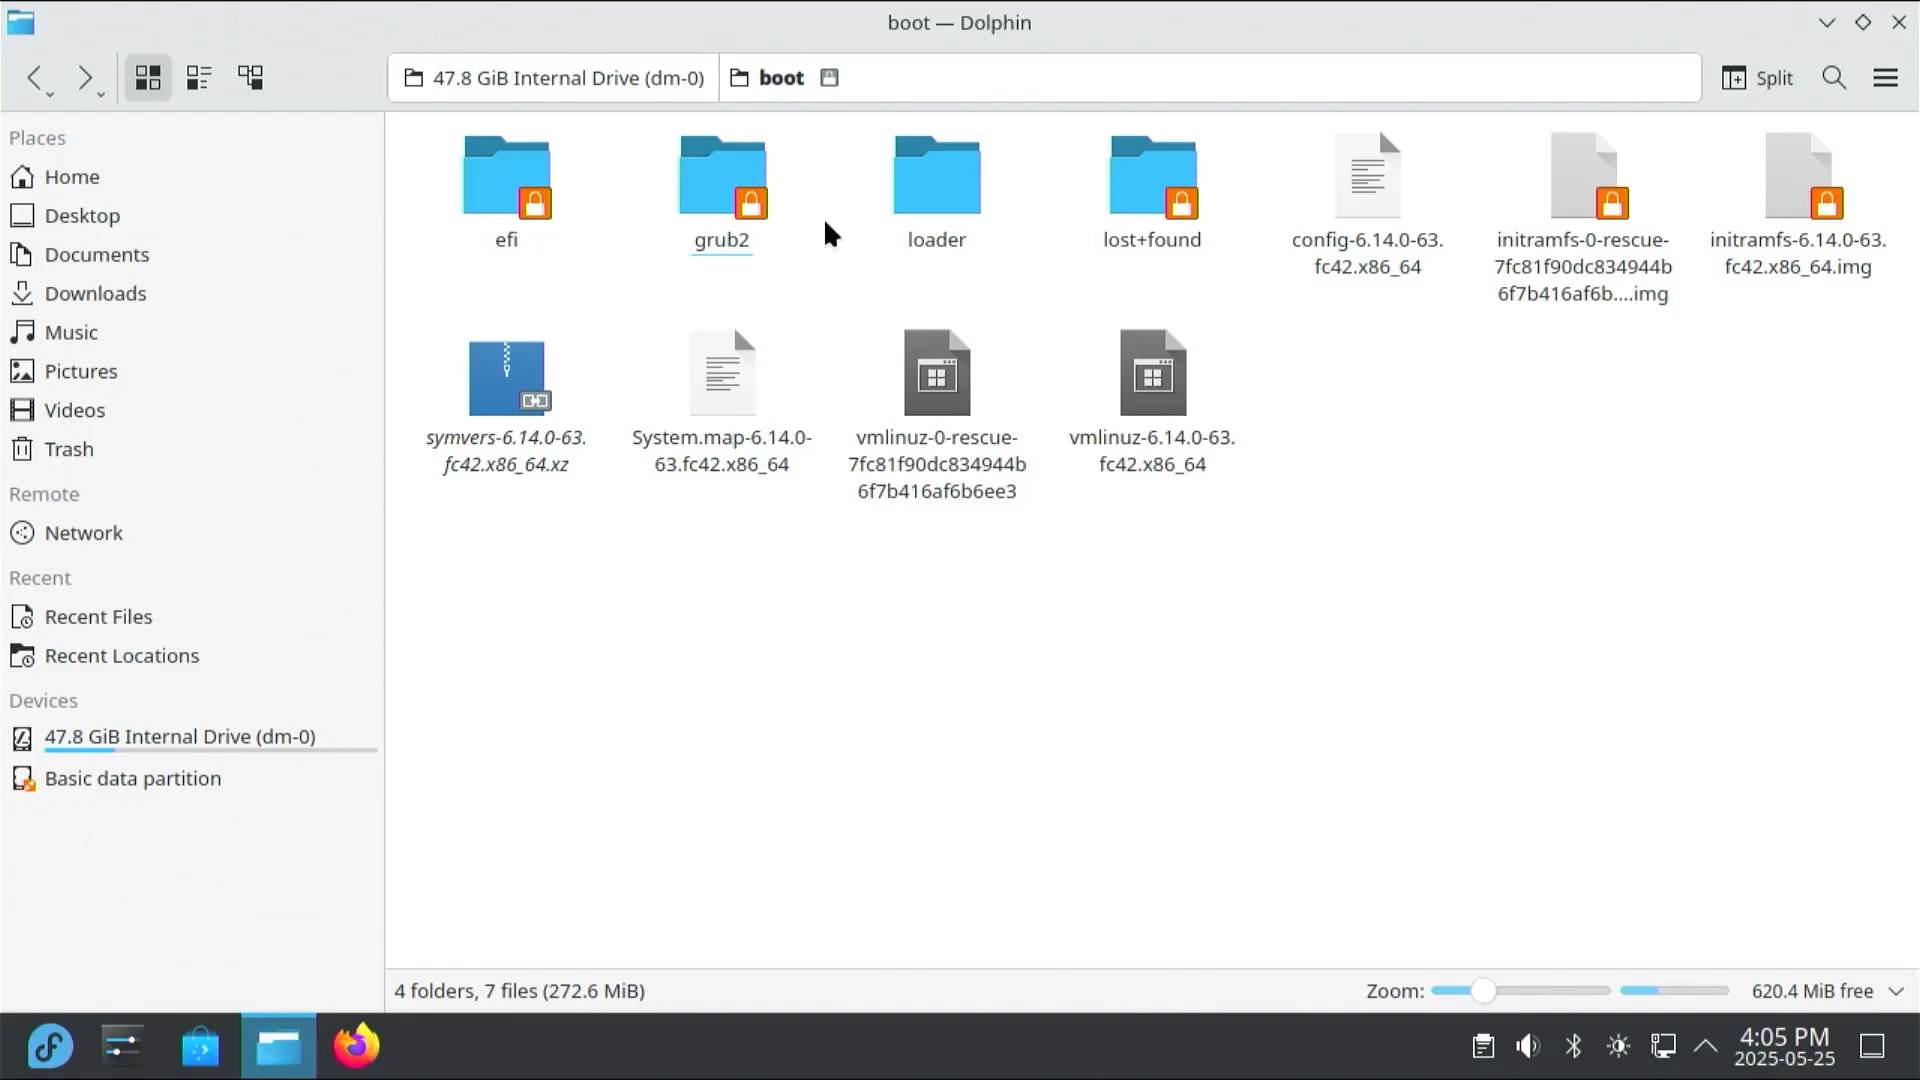 boot — Dolphin
47.8 GiB Internal Drive (dm-0)
boot
Split
Places
Home
Desktop
Documents
Downloads
Music
Pictures
Videos
Trash
Remote
Network
Recent
Recent Files
Recent Locations
Devices
47.8 GiB Internal Drive (dm-0)
Basic data partition
efi
grub2
loader
lost+found
config-6.14.0-63.
fc42.x86_64
initramfs-0-rescue-
7fc81f90dc834944b
6f7b416af6b....img
initramfs-6.14.0-63.
fc42.x86_64.img
symvers-6.14.0-63.
fc42.x86_64.xz
System.map-6.14.0-
63.fc42.x86_64
vmlinuz-0-rescue-
7fc81f90dc834944b
6f7b416af6b6ee3
vmlinuz-6.14.0-63.
fc42.x86_64
4 folders, 7 files (272.6 MiB)
Zoom:
620.4 MiB free
4:05 PM
2025-05-25